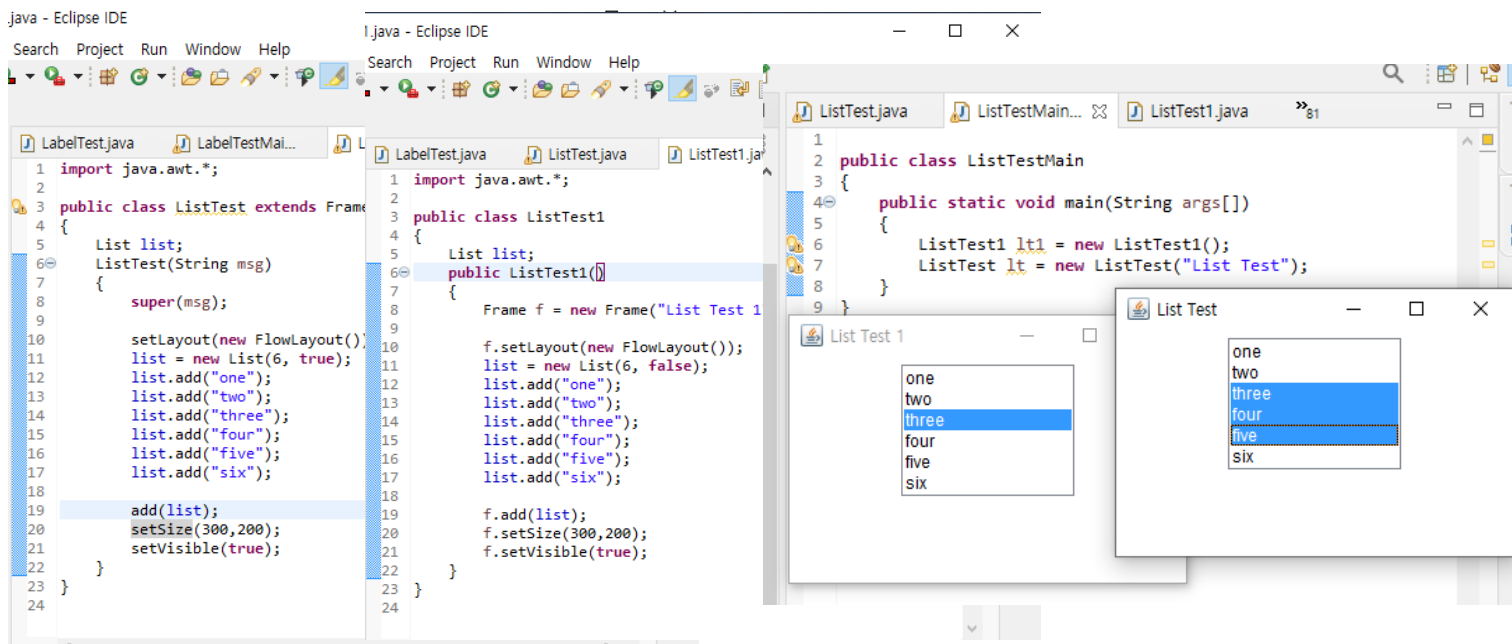 .java - Eclipse IDE
Search Project Run Window Help
LabelTest.java LabelTestMai...
1 import java.awt.*;
2
3 public class ListTest extends Frame
4 {
5 List list;
6 ListTest(String msg)
7 {
8 super(msg);
9
10 setLayout(new FlowLayout())
11 list = new List(6, true);
12 list.add("one");
13 list.add("two");
14 list.add("three");
15 list.add("four");
16 list.add("five");
17 list.add("six");
18
19 add(list);
20 setSize(300,200);
21 setVisible(true);
22 }
23 }
24
1.java - Eclipse IDE
Search Project Run Window Help
LabelTest.java ListTest.java ListTest1.ja
1 import java.awt.*;
2
3 public class ListTest1
4 {
5 List list;
6 public ListTest1()
7 {
8 Frame f = new Frame("List Test 1
9
10 f.setLayout(new FlowLayout());
11 list = new List(6, false);
12 list.add("one");
13 list.add("two");
14 list.add("three");
15 list.add("four");
16 list.add("five");
17 list.add("six");
18
19 f.add(list);
20 f.setSize(300,200);
21 f.setVisible(true);
22 }
23 }
24
ListTest.java ListTestMain... ListTest1.java »81
1
2 public class ListTestMain
3 {
4 public static void main(String args[])
5 {
6 ListTest1 lt1 = new ListTest1();
7 ListTest lt = new ListTest("List Test");
8 }
9 }
List Test 1
one
two
three
four
five
six
List Test
one
two
three
four
five
six